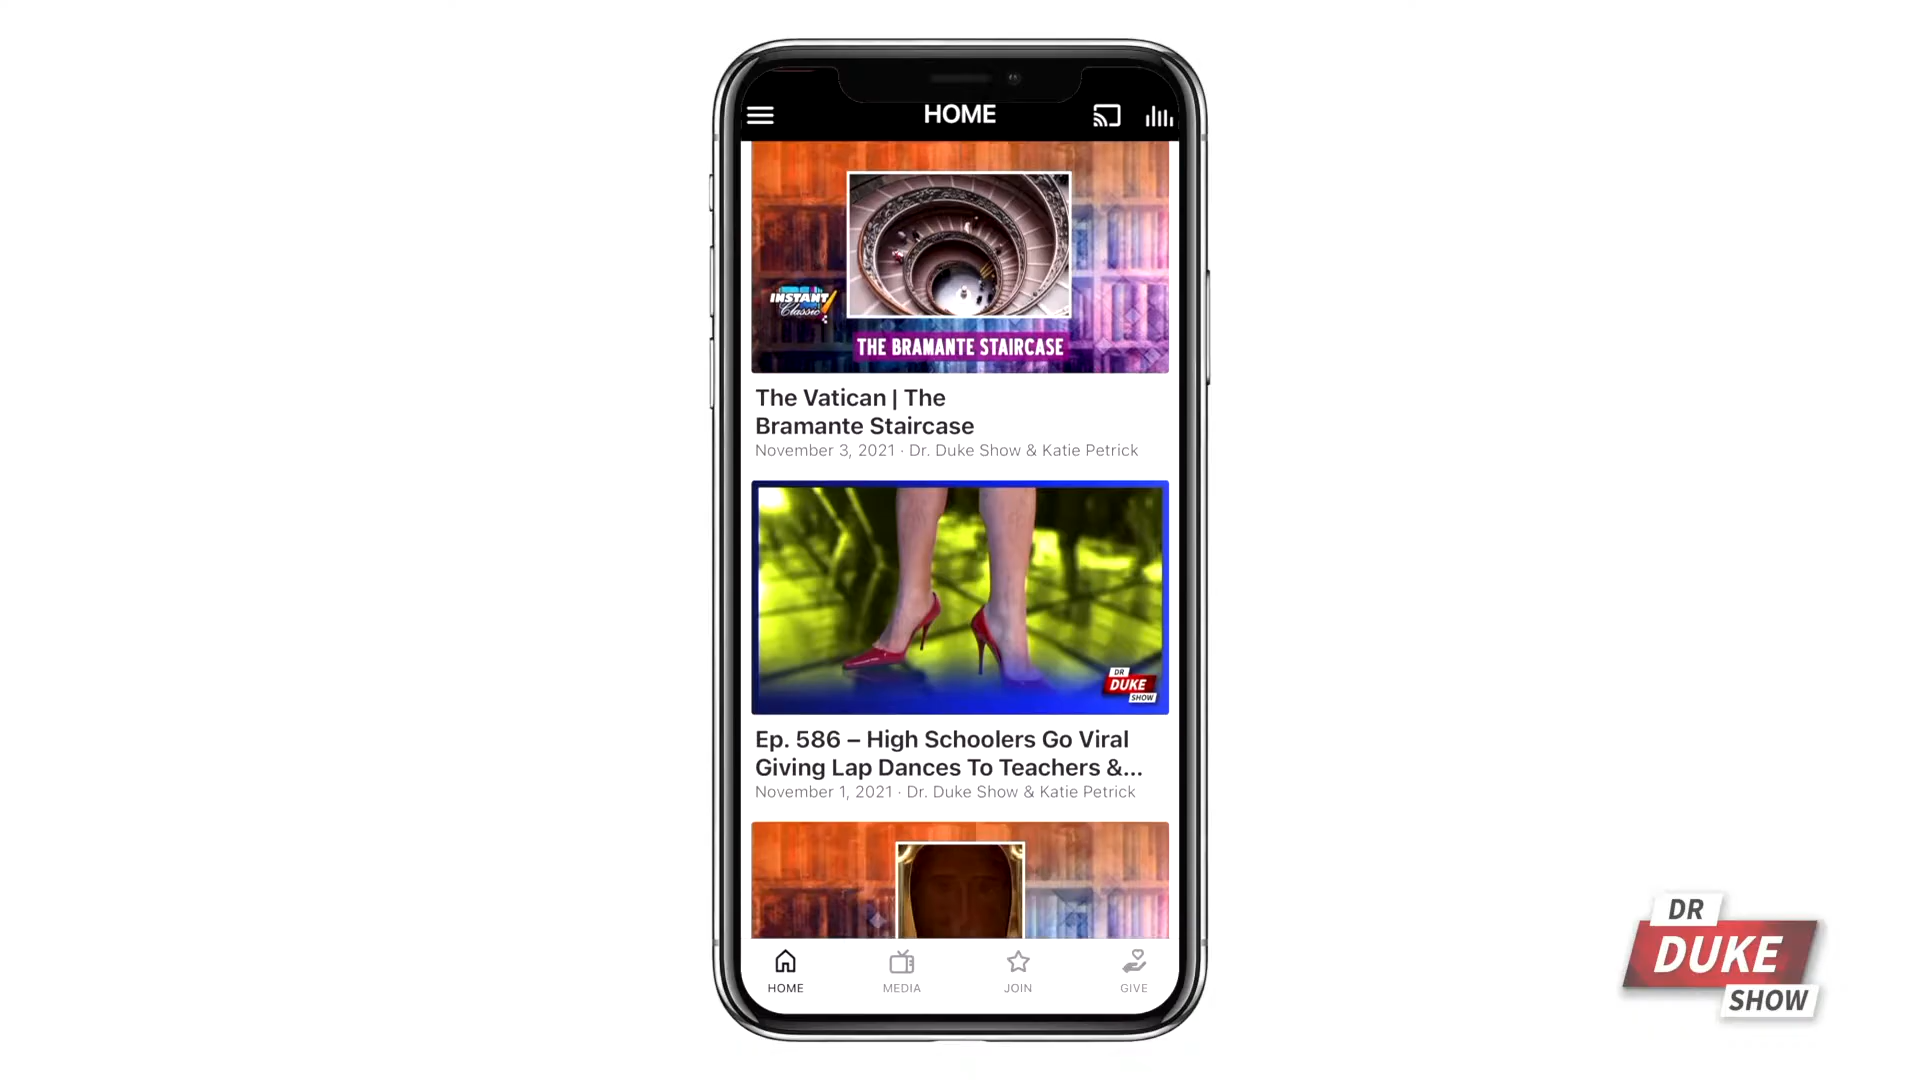 HOME
INSTANT
Classic
THE BRAMANTE STAIRCASE
The Vatican | The
Bramante Staircase
November 3, 2021 · Dr. Duke Show & Katie Petrick
DR
DUKE
SHOW
Ep. 586 – High Schoolers Go Viral
Giving Lap Dances To Teachers &...
November 1, 2021 · Dr. Duke Show & Katie Petrick
HOME
MEDIA
JOIN
GIVE
DR
DUKE
SHOW